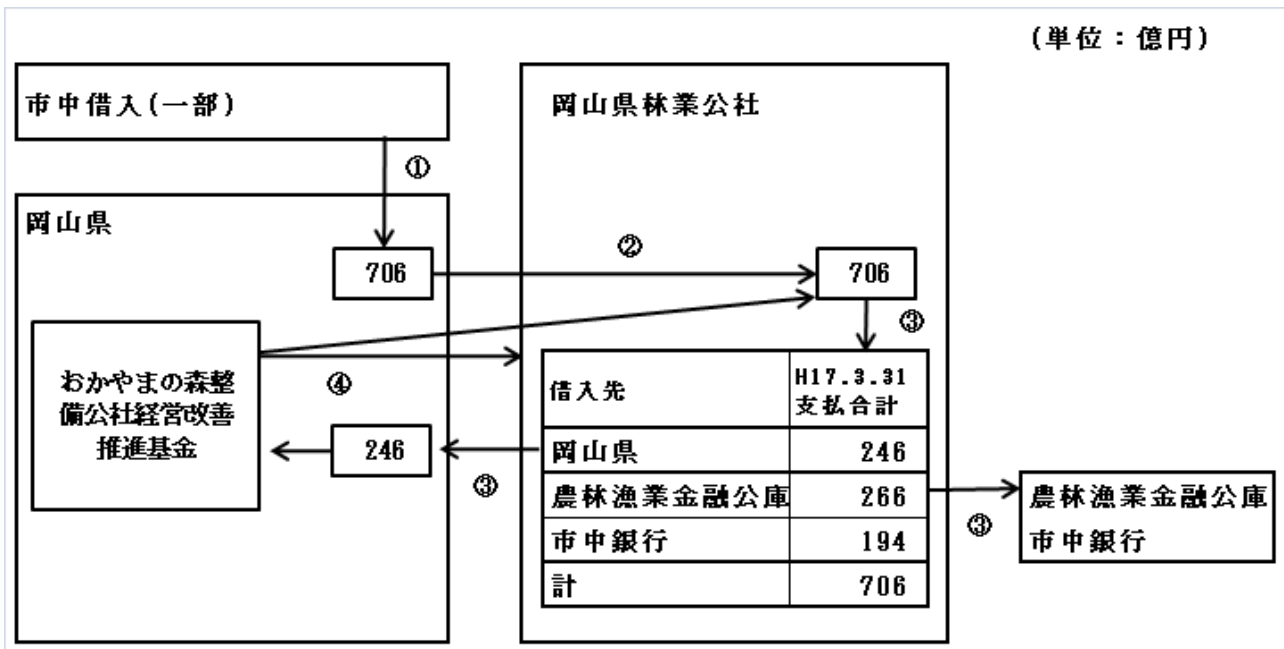 (単位：億円)
市中借入(一部)
①
岡山県
706
おかやまの森整
備公社経営改善
推進基金
246
②
④
③
岡山県林業公社
706
③
借入先 H17.3.31
支払合計
岡山県 246
農林漁業金融公庫 266
市中銀行 194
計 706
③
農林漁業金融公庫
市中銀行